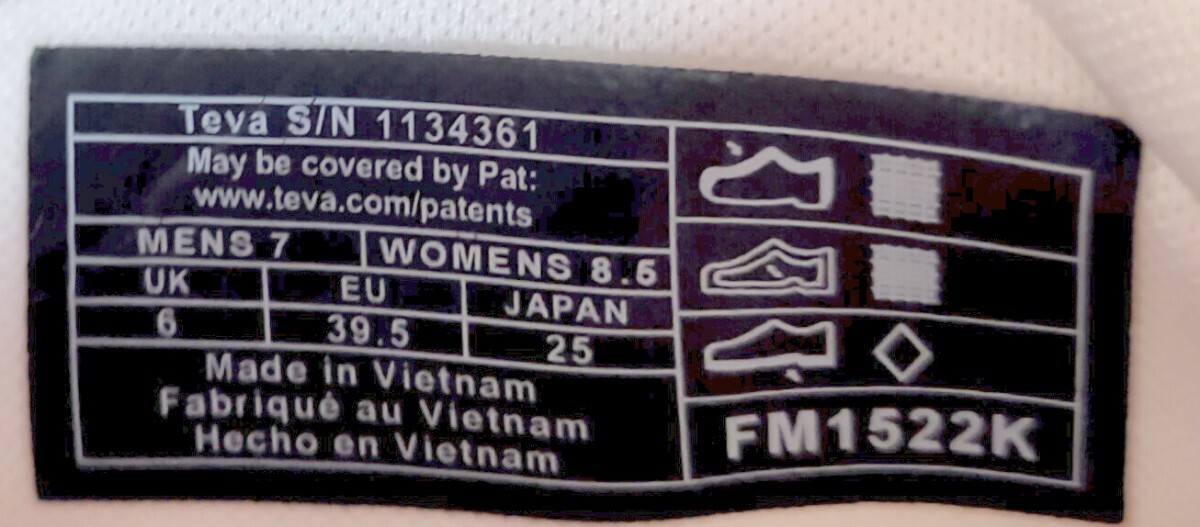 Teva S/N 1134361
May be covered by Pat:
www.teva.com/patents
MENS 7 WOMENS 8.5
UK EU JAPAN
6 39.5 25
Made in Vietnam
Fabriqué au Vietnam
Hecho en Vietnam
FM1522K